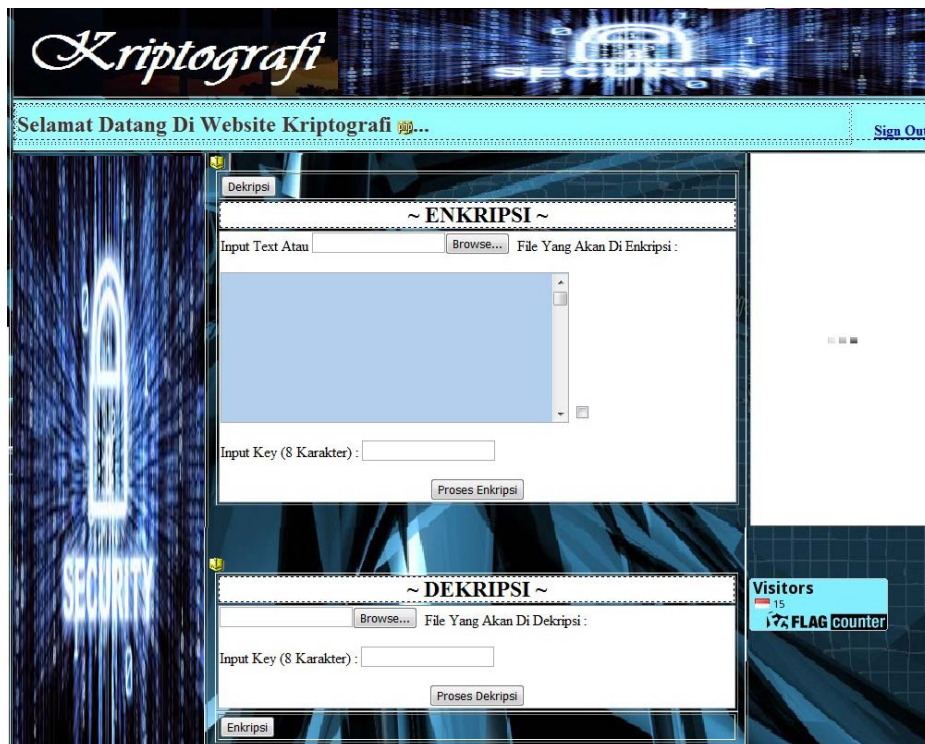 Kriptografi
SECURITY
Selamat Datang Di Website Kriptografi ...
Sign Out
Dekripsi
~ ENKRIPSI ~
Input Text Atau Browse... File Yang Akan Di Enkripsi :
Input Key (8 Karakter) :
Proses Enkripsi
SECURITY
~ DEKRIPSI ~
Browse... File Yang Akan Di Dekripsi :
Input Key (8 Karakter) :
Proses Dekripsi
Enkripsi
Visitors
15
FLAG counter